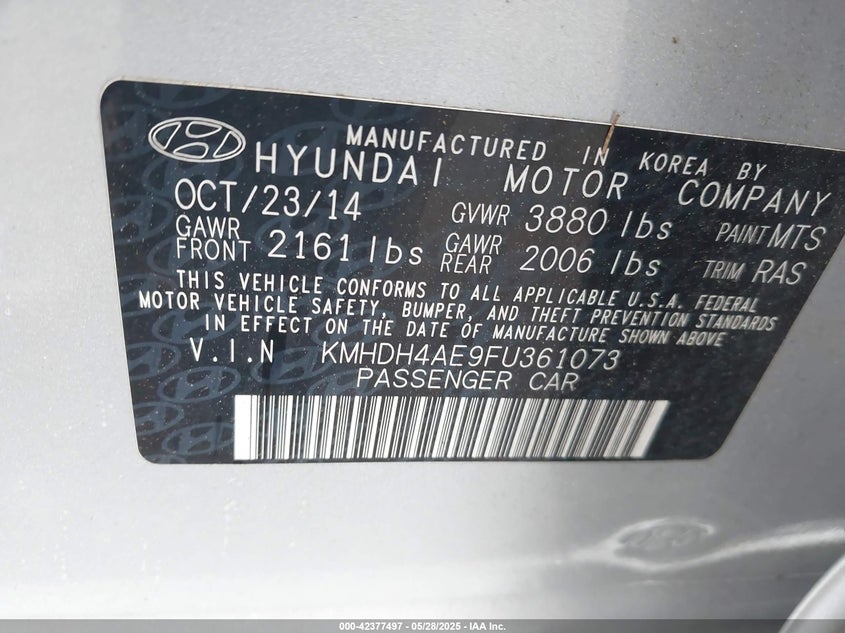 MANUFACTURED IN KOREA BY
HYUNDAI MOTOR COMPANY
OCT/23/14 GVWR 3880 lbs PAINT MTS
GAWR FRONT 2161 lbs GAWR REAR 2006 lbs TRIM RAS
THIS VEHICLE CONFORMS TO ALL APPLICABLE U.S.A. FEDERAL
MOTOR VEHICLE SAFETY, BUMPER, AND THEFT PREVENTION STANDARDS
IN EFFECT ON THE DATE OF MANUFACTURE SHOWN ABOVE
V.I.N KMHDH4AE9FU361073
PASSENGER CAR
000-42377497 - 05/28/2025 - IAA Inc.